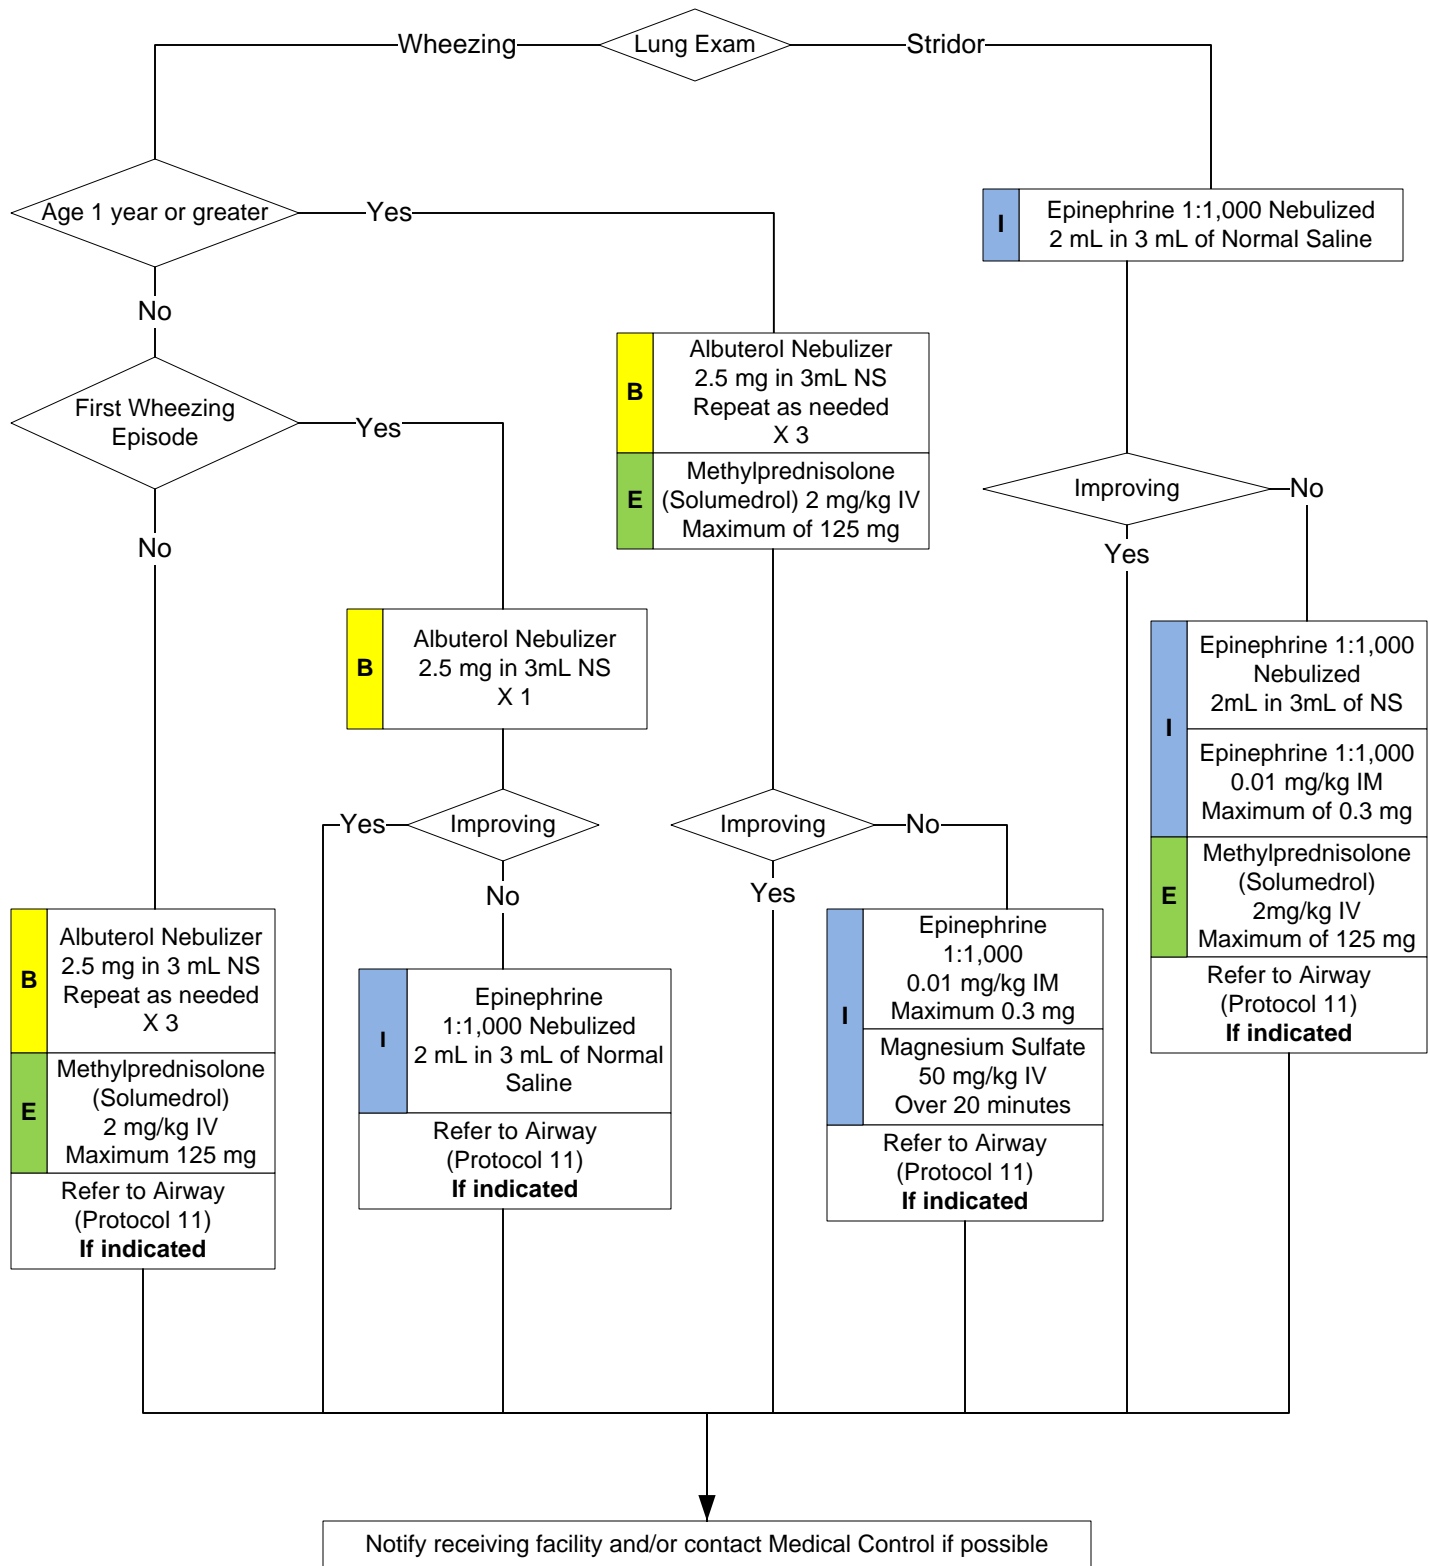 Wheezing
Lung Exam
Stridor
Age 1 year or greater
Yes
I
Epinephrine 1:1,000 Nebulized
2 mL in 3 mL of Normal Saline
No
First Wheezing
Episode
Yes
B
Albuterol Nebulizer
2.5 mg in 3mL NS
Repeat as needed
X 3
E
Methylprednisolone
(Solumedrol) 2 mg/kg IV
Maximum of 125 mg
Improving
No
Yes
No
B
Albuterol Nebulizer
2.5 mg in 3mL NS
X 1
I
Epinephrine 1:1,000
Nebulized
2mL in 3mL of NS
Epinephrine 1:1,000
0.01 mg/kg IM
Maximum of 0.3 mg
E
Methylprednisolone
(Solumedrol)
2mg/kg IV
Maximum of 125 mg
Refer to Airway
(Protocol 11)
If indicated
Yes
Improving
No
Improving
No
Yes
B
Albuterol Nebulizer
2.5 mg in 3 mL NS
Repeat as needed
X 3
E
Methylprednisolone
(Solumedrol)
2 mg/kg IV
Maximum 125 mg
Refer to Airway
(Protocol 11)
If indicated
I
Epinephrine
1:1,000 Nebulized
2 mL in 3 mL of Normal
Saline
Refer to Airway
(Protocol 11)
If indicated
I
Epinephrine
1:1,000
0.01 mg/kg IM
Maximum 0.3 mg
Magnesium Sulfate
50 mg/kg IV
Over 20 minutes
Refer to Airway
(Protocol 11)
If indicated
Notify receiving facility and/or contact Medical Control if possible